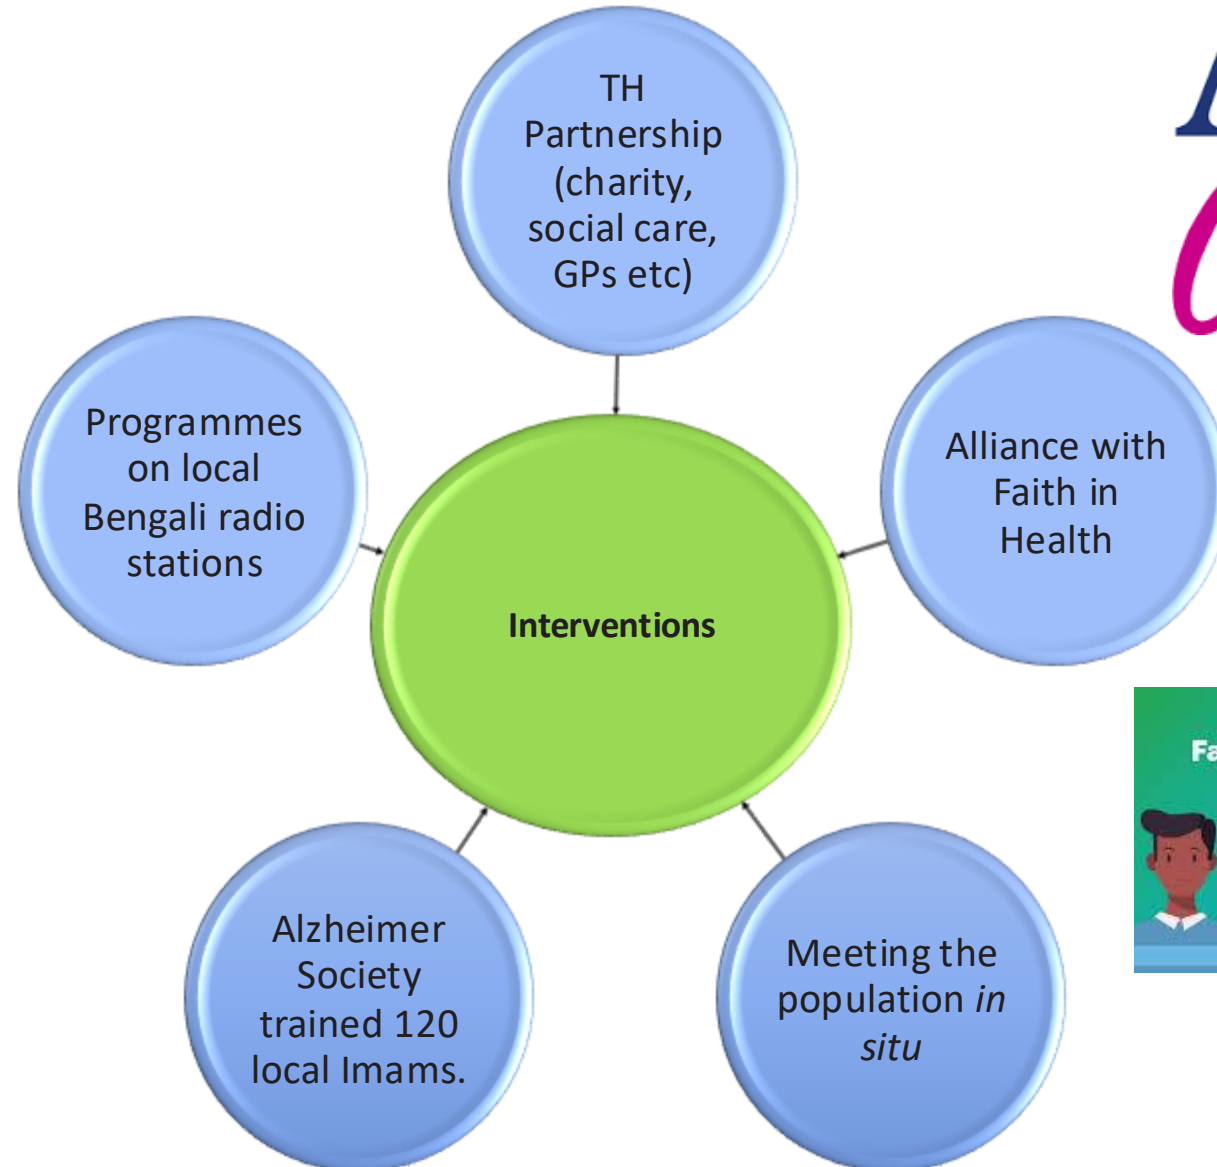 TH
Partnership
(charity,
social care,
GPs etc)
Programmes
on local
Bengali radio
stations
Alliance with
Faith in
Health
Interventions
Alzheimer
Society
trained 120
local Imams.
Meeting the
population in
situ
Fa